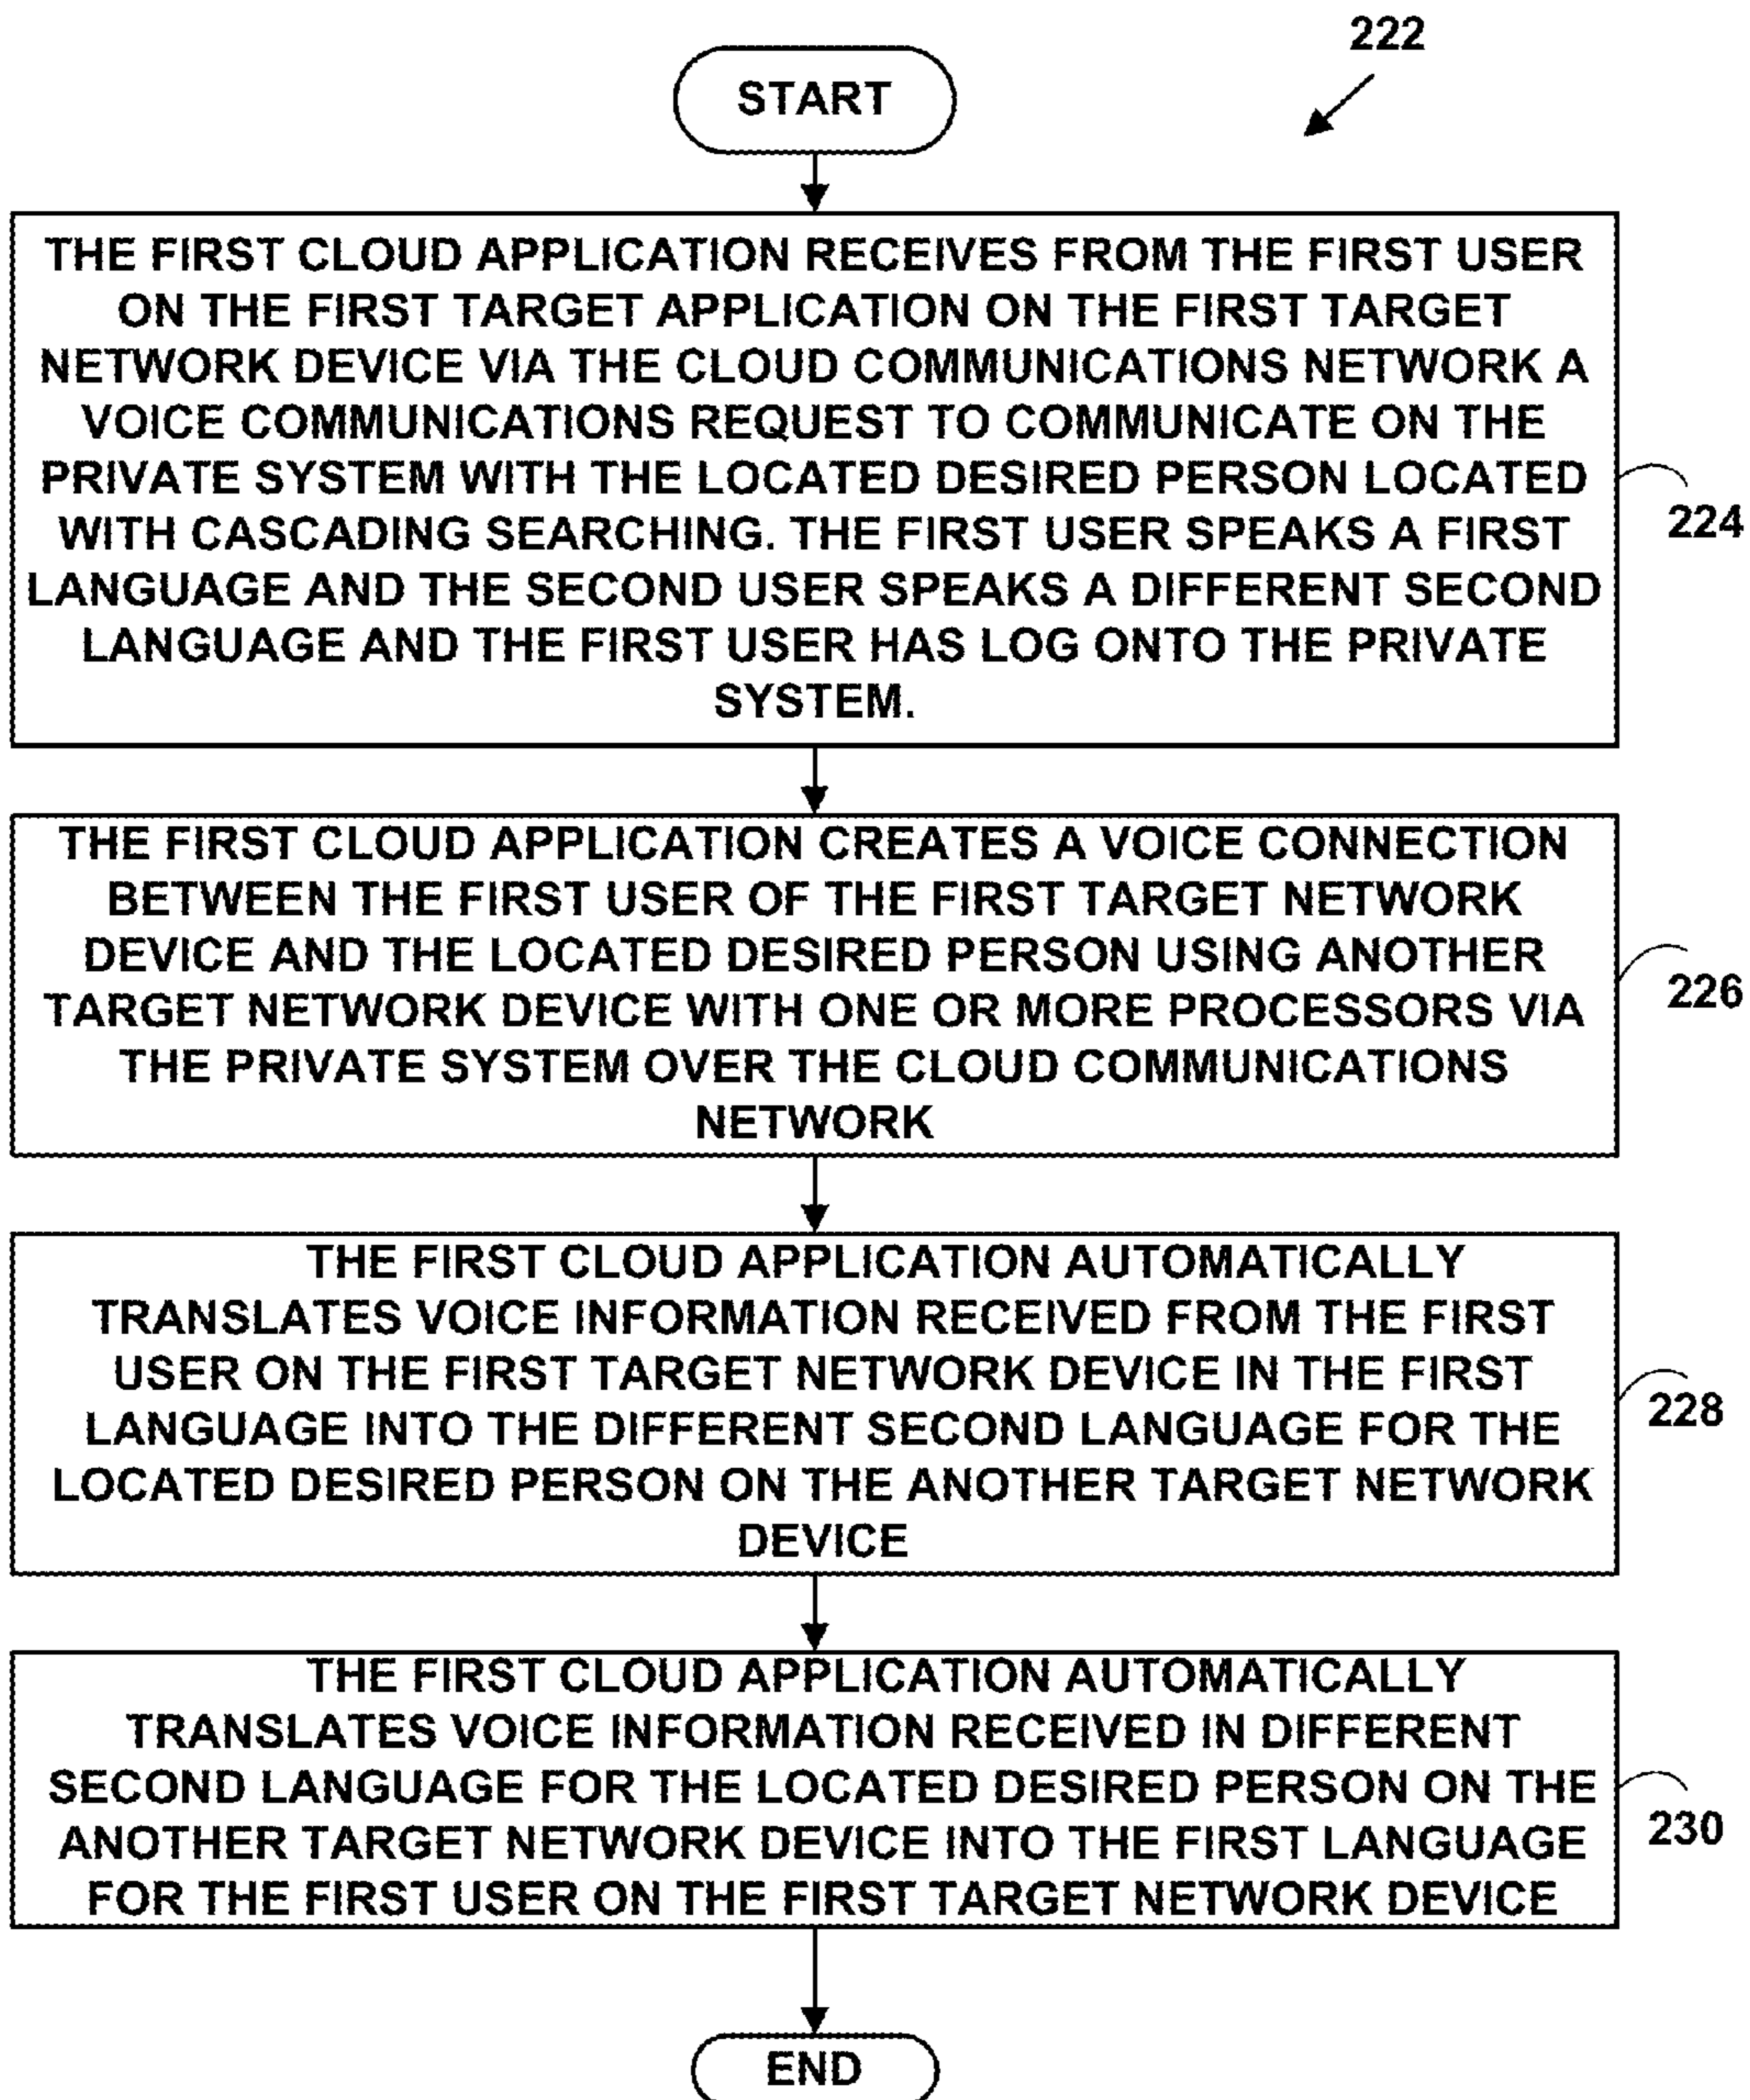 222
START
THE FIRST CLOUD APPLICATION RECEIVES FROM THE FIRST USER
ON THE FIRST TARGET APPLICATION ON THE FIRST TARGET
NETWORK DEVICE VIA THE CLOUD COMMUNICATIONS NETWORK A
VOICE COMMUNICATIONS REQUEST TO COMMUNICATE ON THE
PRIVATE SYSTEM WITH THE LOCATED DESIRED PERSON LOCATED
WITH CASCADING SEARCHING. THE FIRST USER SPEAKS A FIRST
LANGUAGE AND THE SECOND USER SPEAKS A DIFFERENT SECOND
LANGUAGE AND THE FIRST USER HAS LOG ONTO THE PRIVATE
SYSTEM.
224
THE FIRST CLOUD APPLICATION CREATES A VOICE CONNECTION
BETWEEN THE FIRST USER OF THE FIRST TARGET NETWORK
DEVICE AND THE LOCATED DESIRED PERSON USING ANOTHER
TARGET NETWORK DEVICE WITH ONE OR MORE PROCESSORS VIA
THE PRIVATE SYSTEM OVER THE CLOUD COMMUNICATIONS
NETWORK
226
THE FIRST CLOUD APPLICATION AUTOMATICALLY
TRANSLATES VOICE INFORMATION RECEIVED FROM THE FIRST
USER ON THE FIRST TARGET NETWORK DEVICE IN THE FIRST
LANGUAGE INTO THE DIFFERENT SECOND LANGUAGE FOR THE
LOCATED DESIRED PERSON ON THE ANOTHER TARGET NETWORK
DEVICE
228
THE FIRST CLOUD APPLICATION AUTOMATICALLY
TRANSLATES VOICE INFORMATION RECEIVED IN DIFFERENT
SECOND LANGUAGE FOR THE LOCATED DESIRED PERSON ON THE
ANOTHER TARGET NETWORK DEVICE INTO THE FIRST LANGUAGE
FOR THE FIRST USER ON THE FIRST TARGET NETWORK DEVICE
230
END